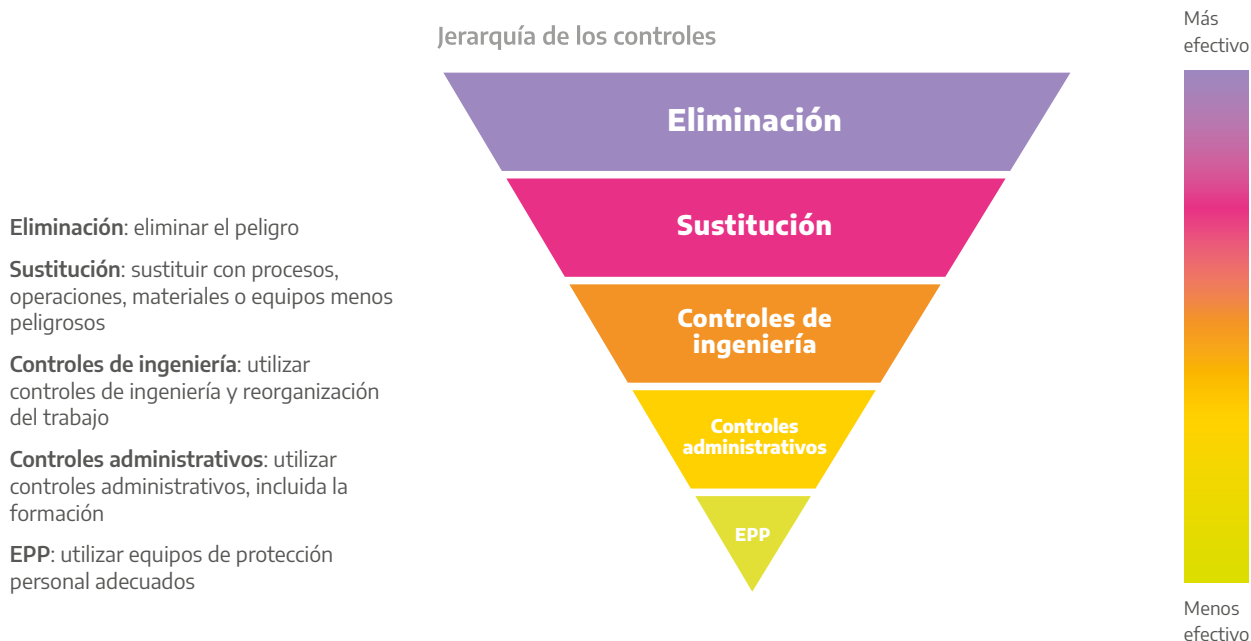 Jerarquía de los controles
Más
efectivo
Eliminación
Sustitución
Controles de
ingeniería
Controles
administrativos
EPP
Eliminación: eliminar el peligro
Sustitución: sustituir con procesos,
operaciones, materiales o equipos menos
peligrosos
Controles de ingeniería: utilizar
controles de ingeniería y reorganización
del trabajo
Controles administrativos: utilizar
controles administrativos, incluida la
formación
EPP: utilizar equipos de protección
personal adecuados
Menos
efectivo